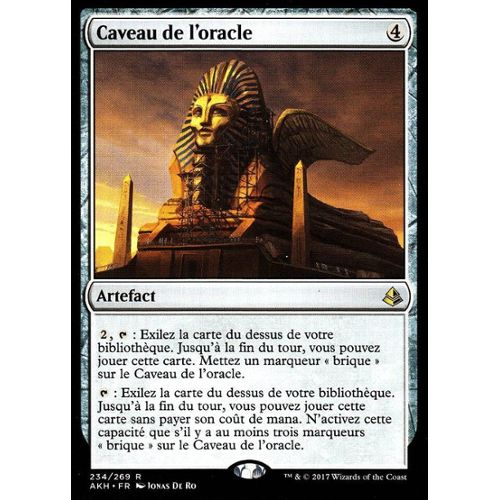 Caveau de l'oracle 4
Artefact
2, : Exilez la carte du dessus de votre
bibliothèque. Jusqu'à la fin du tour, vous pouvez
jouer cette carte. Mettez un marqueur « brique »
sur le Caveau de l'oracle.
: Exilez la carte du dessus de votre bibliothèque.
Jusqu'à la fin du tour, vous pouvez jouer cette
carte sans payer son coût de mana. N'activez cette
capacité que s'il y a au moins trois marqueurs
« brique » sur le Caveau de l'oracle.
234/269 R
AKH • FR Jonas De Ro
™ & © 2017 Wizards of the Coast